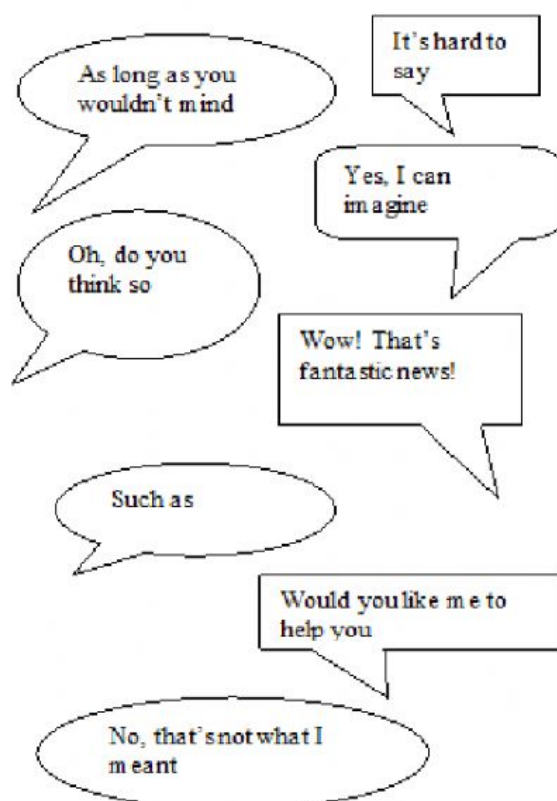 As long as you
wouldn't mind
It's hard to
say
Yes, I can
imagine
Oh, do you
think so
Wow! That's
fantastic news!
Such as
Would you like me to
help you
No, that's not what I
meant